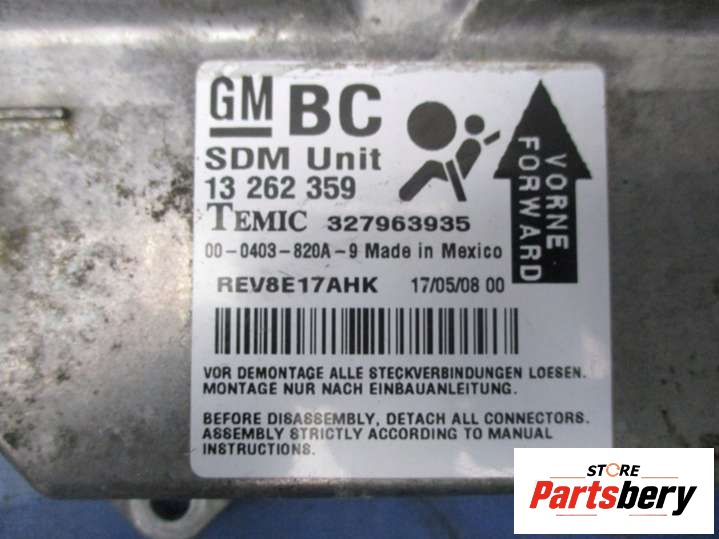 GM BC
SDM Unit
13 262 359
TEMIC 327963935
00-0403-820A-9 Made in Mexico
REV8E17AHK 17/05/08 00
VORNE
FORWARD
VOR DEMONTAGE ALLE STECKVERBINDUNGEN LOESEN.
MONTAGE NUR NACH EINBAUANLEITUNG.
BEFORE DISASSEMBLY, DETACH ALL CONNECTORS.
ASSEMBLY STRICTLY ACCORDING TO MANUAL
INSTRUCTIONS.
STORE
Partsbery